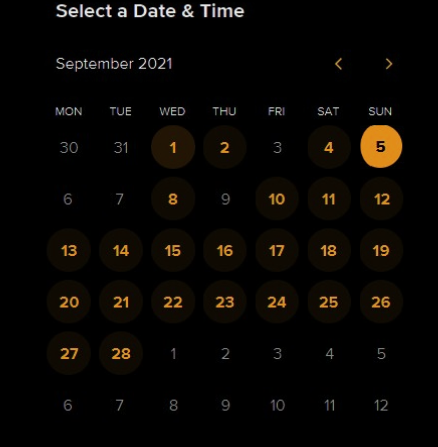 Select a Date & Time
September 2021
MON TUE WED THU FRI SAT SUN
30 31 1 2 3 4 5
6 7 8 9 10 11 12
13 14 15 16 17 18 19
20 21 22 23 24 25 26
27 28 1 2 3 4 5
6 7 8 9 10 11 12